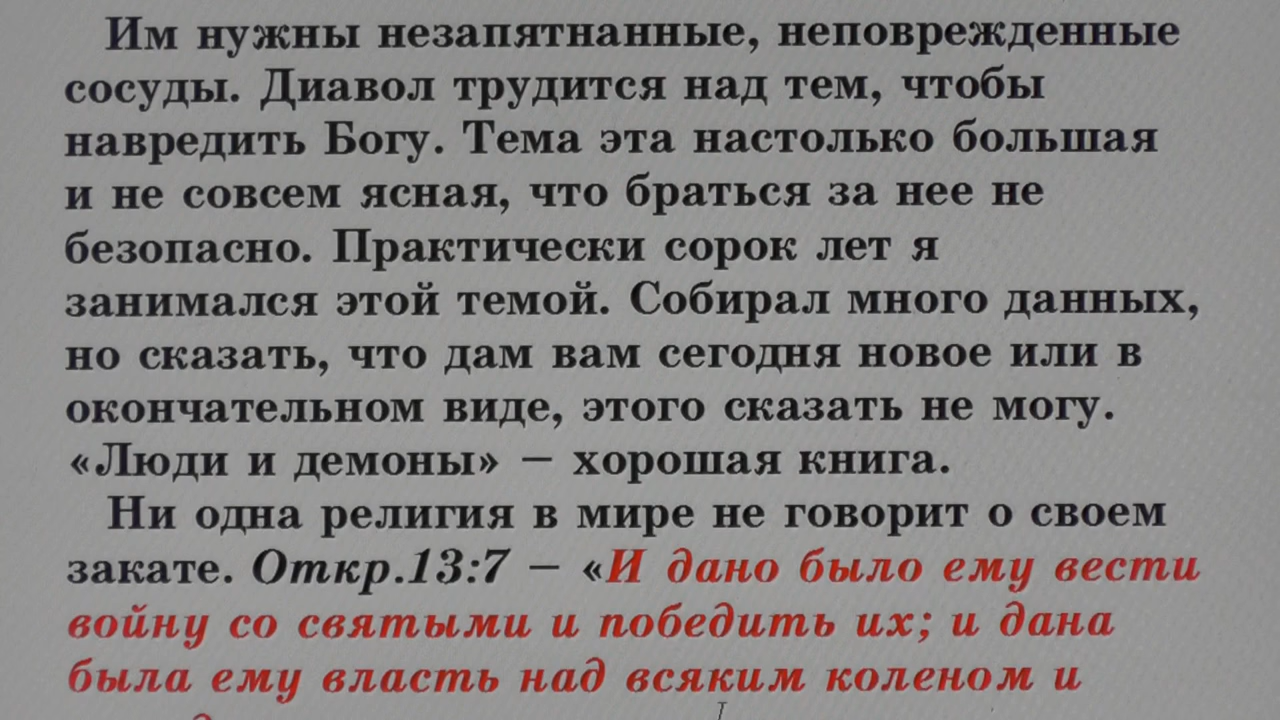 Им нужны незапятнанные, неповрежденные
сосуды. Диавол трудится над тем, чтобы
навредить Богу. Тема эта настолько большая
и не совсем ясная, что браться за нее не
безопасно. Практически сорок лет я
занимался этой темой. Собирал много данных,
но сказать, что дам вам сегодня новое или в
окончательном виде, этого сказать не могу.
«Люди и демоны» – хорошая книга.
Ни одна религия в мире не говорит о своем
закате. Откр.13:7 – «И дано было ему вести
войну со святыми и победить их; и дана
была ему власть над всяким коленом и